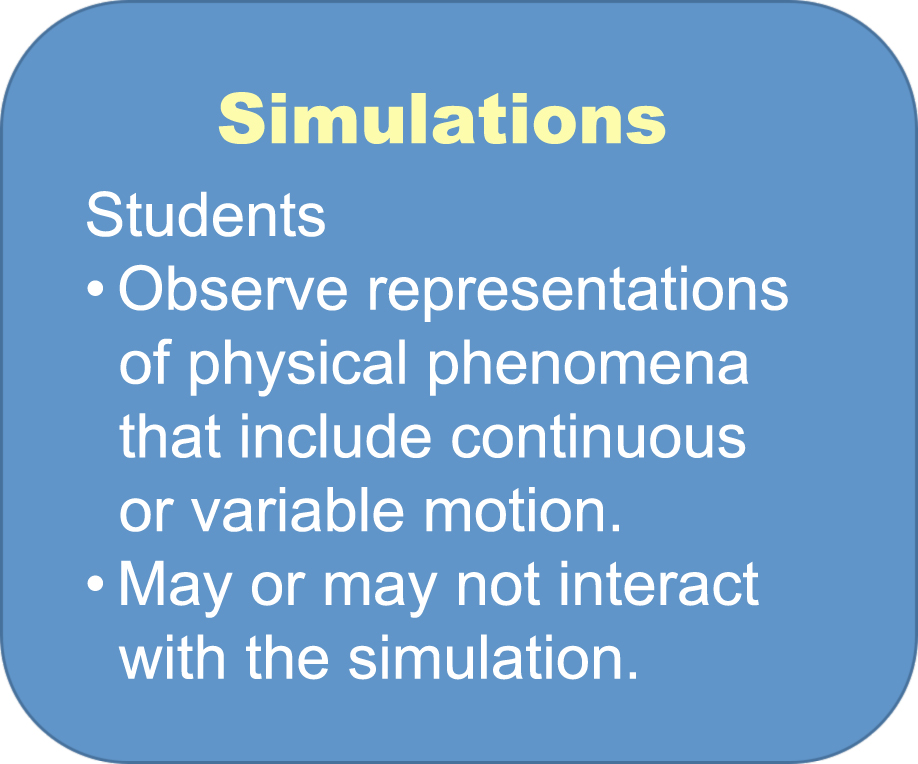 Simulations
Students
• Observe representations
of physical phenomena
that include continuous
or variable motion.
• May or may not interact
with the simulation.